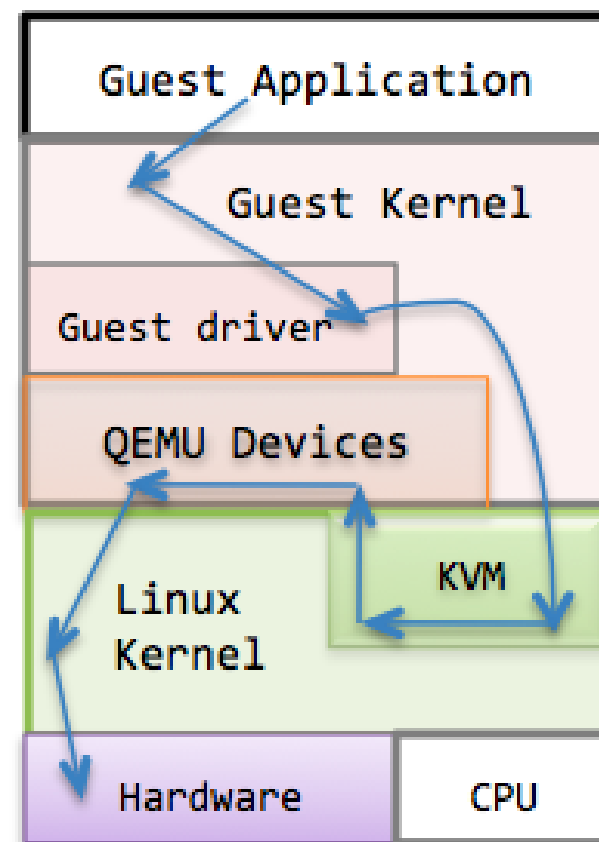 Guest Application
Guest Kernel
Guest driver
QEMU Devices
KVM
Linux
Kernel
Hardware
CPU